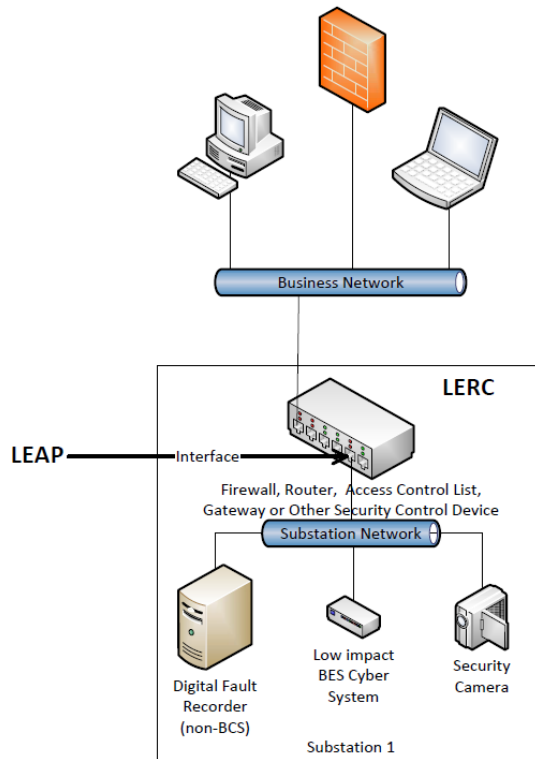 Business Network
LERC
LEAP
Interface
Firewall, Router, Access Control List,
Gateway or Other Security Control Device
Substation Network
Digital Fault
Recorder
(non-BCS)
Low impact
BES Cyber
System
Security
Camera
Substation 1